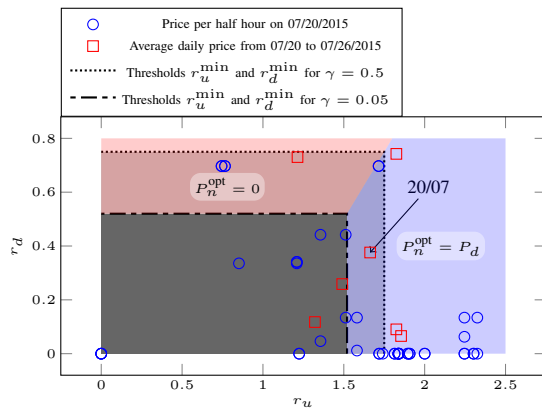 Price per half hour on 07/20/2015
Average daily price from 07/20 to 07/26/2015
Thresholds r_u^min and r_d^min for γ = 0.5
Thresholds r_u^min and r_d^min for γ = 0.05
0.8
0.6
0.4
0.2
0
r_d
P_n^opt = 0
20/07
P_n^opt = P_d
0 0.5 1 1.5 2 2.5
r_u